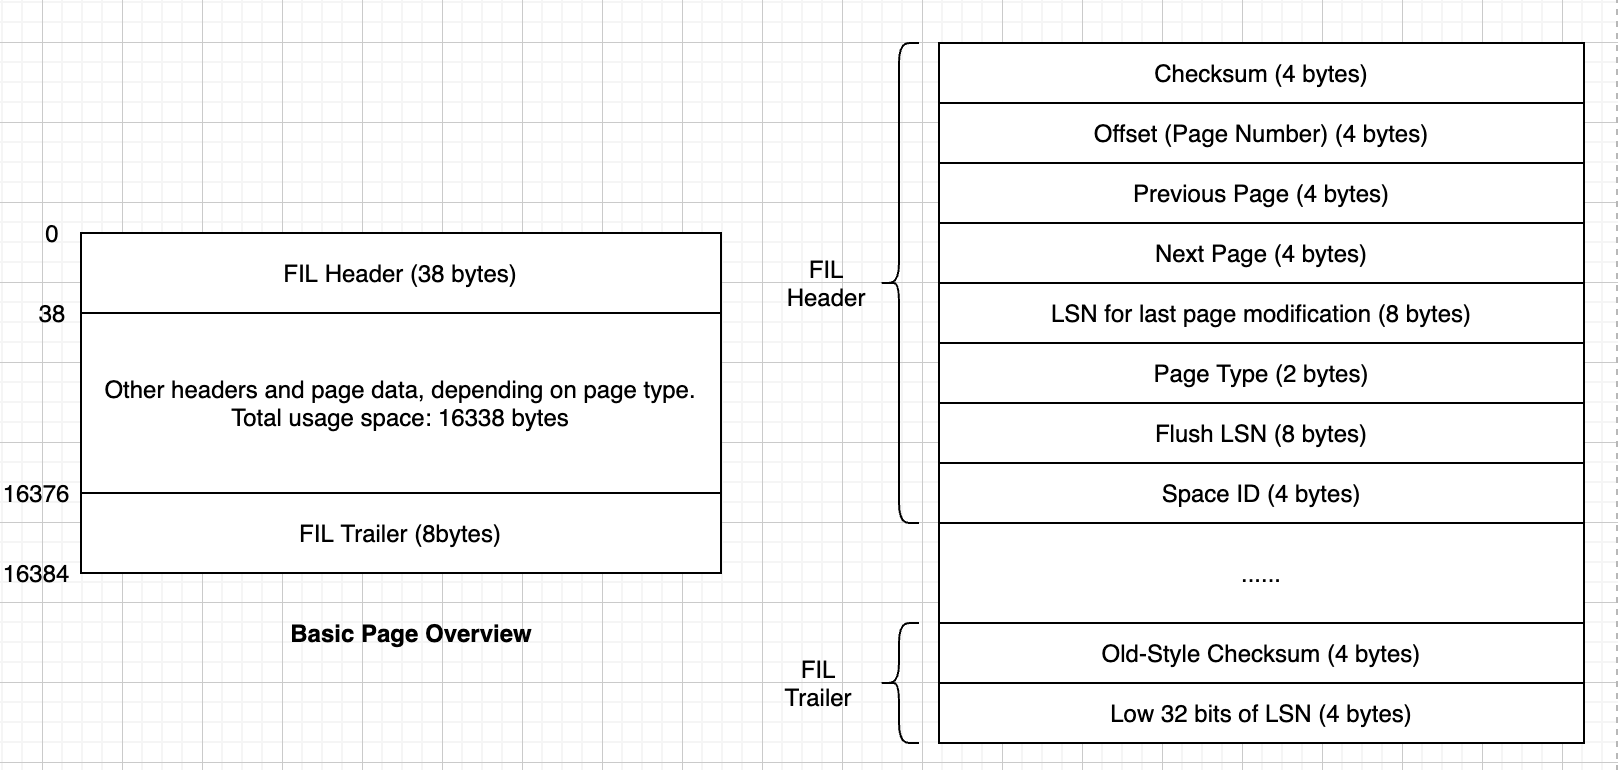 0
FIL Header (38 bytes)
38
Other headers and page data, depending on page type.
Total usage space: 16338 bytes
16376
FIL Trailer (8bytes)
16384
Basic Page Overview
FIL
Header
Checksum (4 bytes)
Offset (Page Number) (4 bytes)
Previous Page (4 bytes)
Next Page (4 bytes)
LSN for last page modification (8 bytes)
Page Type (2 bytes)
Flush LSN (8 bytes)
Space ID (4 bytes)
......
FIL
Trailer
Old-Style Checksum (4 bytes)
Low 32 bits of LSN (4 bytes)